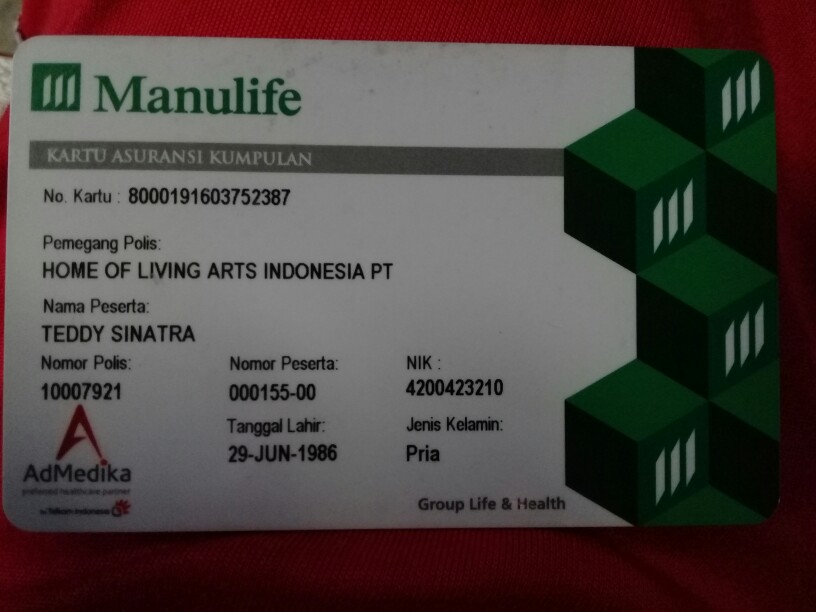 Manulife
KARTU ASURANSI KUMPULAN
No. Kartu : 8000191603752387
Pemegang Polis:
HOME OF LIVING ARTS INDONESIA PT
Nama Peserta:
TEDDY SINATRA
Nomor Polis: Nomor Peserta: NIK :
10007921 000155-00 4200423210
Tanggal Lahir: Jenis Kelamin:
29-JUN-1986 Pria
AdMedika
preferred healthcare partner
by Telkom Indonesia
Group Life & Health